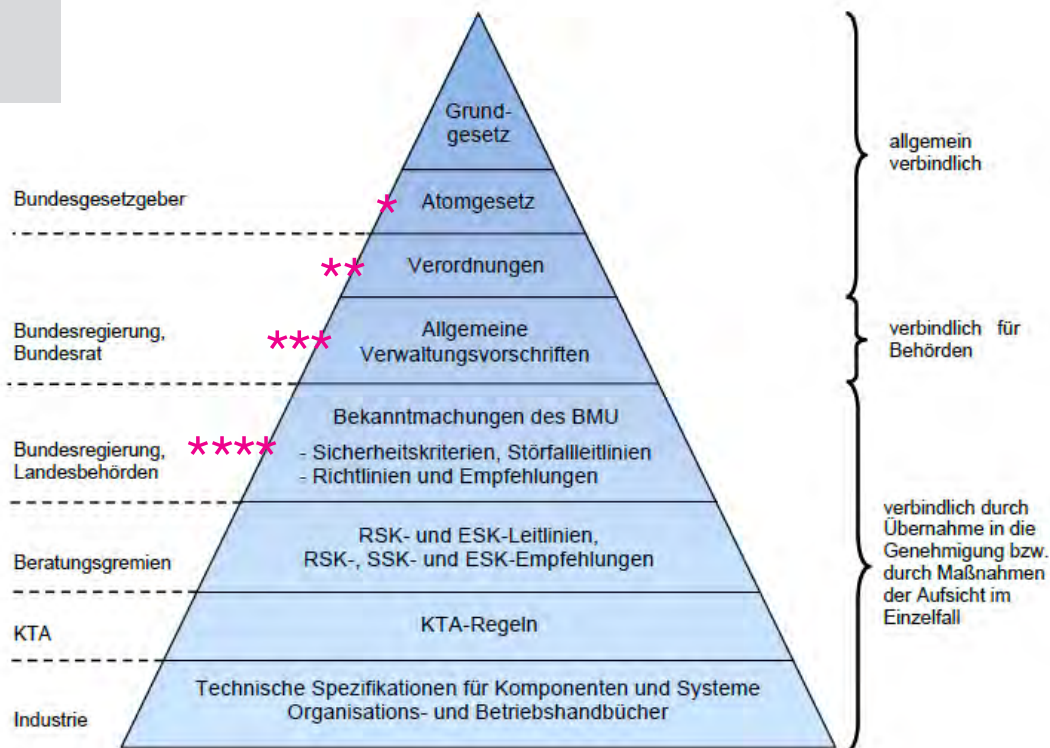 Grund-
gesetz
allgemein
verbindlich
Bundesgesetzgeber
* Atomgesetz
** Verordnungen
Bundesregierung,
Bundesrat
*** Allgemeine
Verwaltungsvorschriften
verbindlich für
Behörden
Bundesregierung,
Landesbehörden
**** Bekanntmachungen des BMU
- Sicherheitskriterien, Störfallleitlinien
- Richtlinien und Empfehlungen
Beratungsgremien
RSK- und ESK-Leitlinien,
RSK-, SSK- und ESK-Empfehlungen
verbindlich durch
Übernahme in die
Genehmigung bzw.
durch Maßnahmen
der Aufsicht im
Einzelfall
KTA
KTA-Regeln
Industrie
Technische Spezifikationen für Komponenten und Systeme
Organisations- und Betriebshandbücher